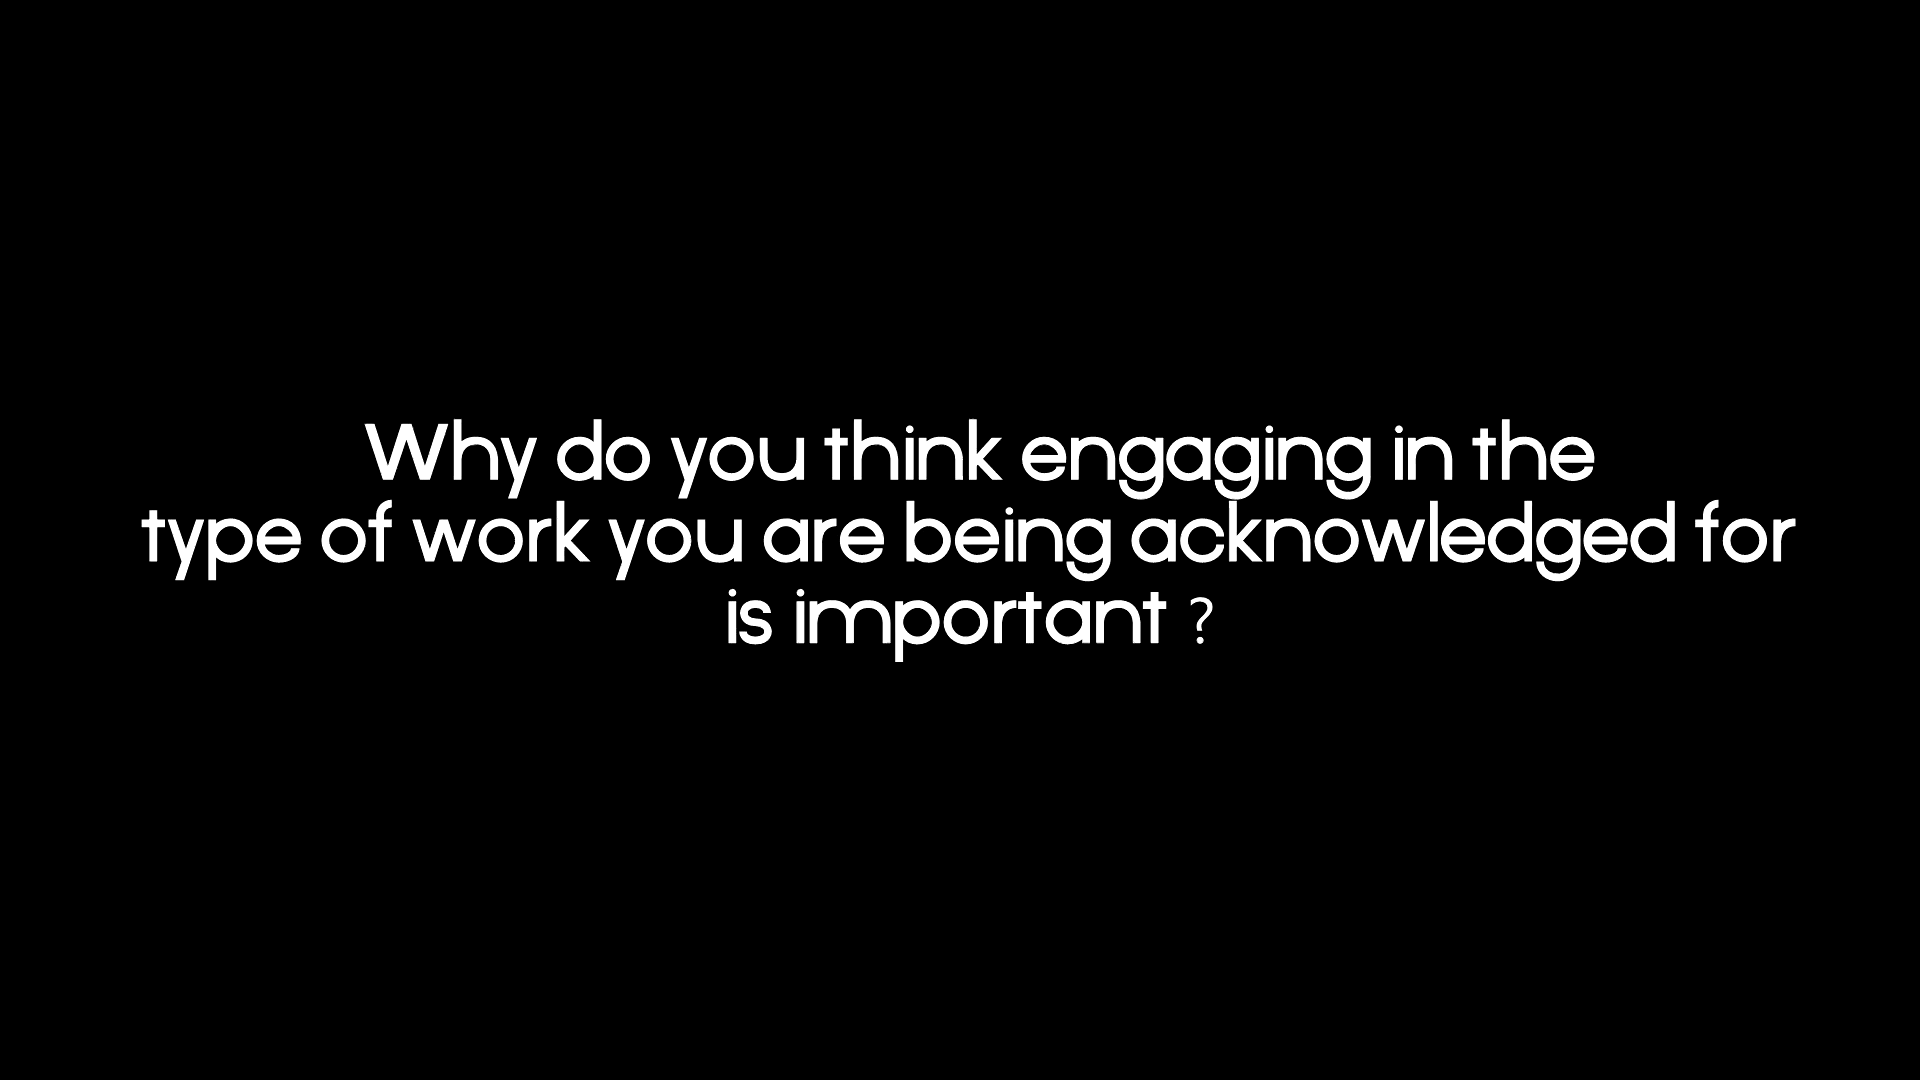 Why do you think engaging in the
type of work you are being acknowledged for
is important ?